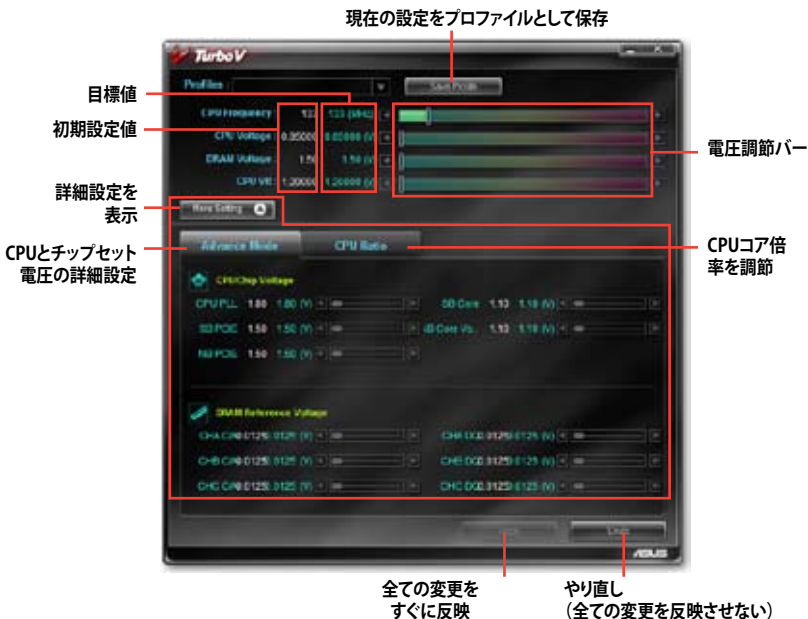 現在の設定をプロファイルとして保存
TurboV
Profiles
目標値
初期設定値
CPU Frequency :
CPU Voltage : 0.85000 0.85000 (V)
DRAM Voltage : 1.50 1.50 (V)
CPU Vtt : 1.20000 1.20000 (V)
電圧調節バー
詳細設定を
表示
More Setting
CPUとチップセット
電圧の詳細設定
Advance Mode
CPU Ratio
CPUコア倍
率を調節
CPU/Chip Voltage
CPU PLL 1.80 1.80 (V)
SB Core 1.10 1.10 (V)
SB PCIE 1.50 1.50 (V)
1.10 1.10 (V)
NB PCIE 1.50 1.50 (V)
DRAM Reference Voltage
ASUS
全ての変更を
すぐに反映
やり直し
（全ての変更を反映させない）